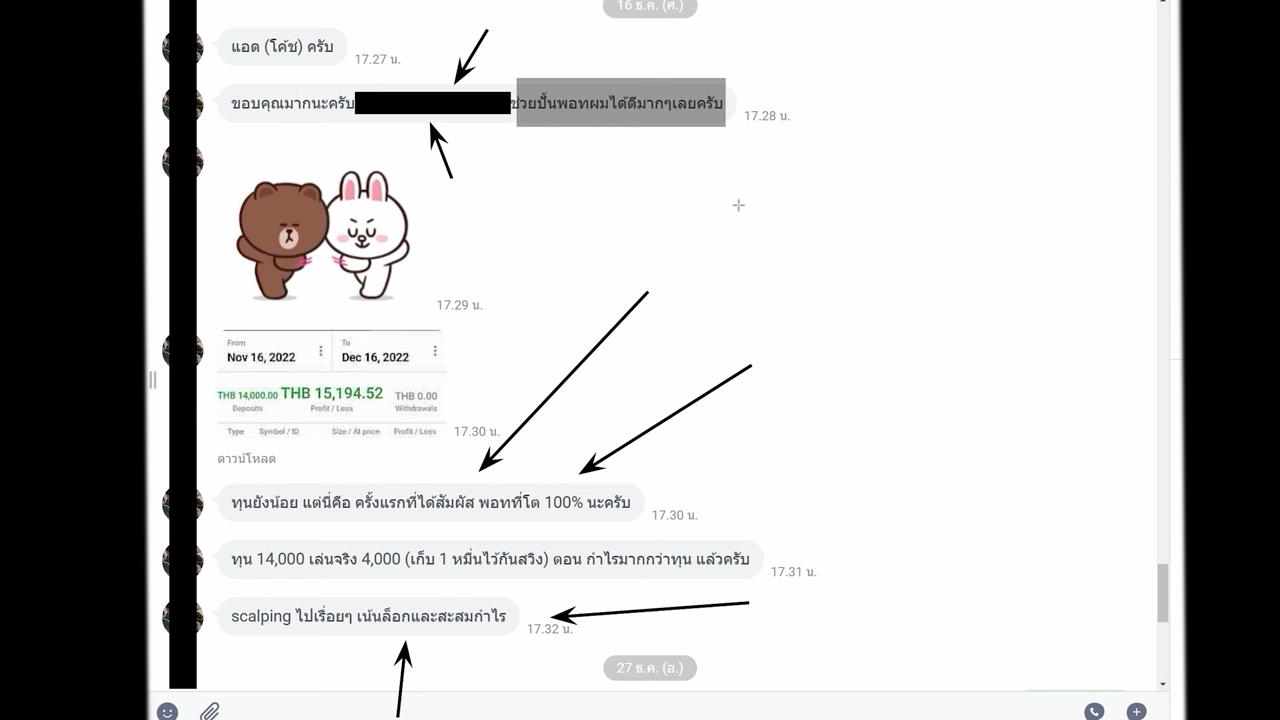 16 ธ.ค. (ศ.)
แอด (โค้ช) ครับ
17.27 น.
ขอบคุณมากนะครับ
ช่วยปั้นพอทผมได้ดีมากๆเลยครับ
17.28 น.
17.29 น.
From
Nov 16, 2022
To
Dec 16, 2022
THB 14,000.00
Deposits
THB 15,194.52
Profit / Loss
THB 0.00
Withdrawals
Type Symbol / ID Size / At price Profit / Loss
17.30 น.
ดาวน์โหลด
ทุนยังน้อย แต่นี่คือ ครั้งแรกที่ได้สัมผัส พอทที่โต 100% นะครับ
17.30 น.
ทุน 14,000 เล่นจริง 4,000 (เก็บ 1 หมื่นไว้กันสวิง) ตอน กำไรมากกว่าทุน แล้วครับ
17.31 น.
scalping ไปเรื่อยๆ เน้นล็อกและสะสมกำไร
17.32 น.
27 ธ.ค. (อ.)